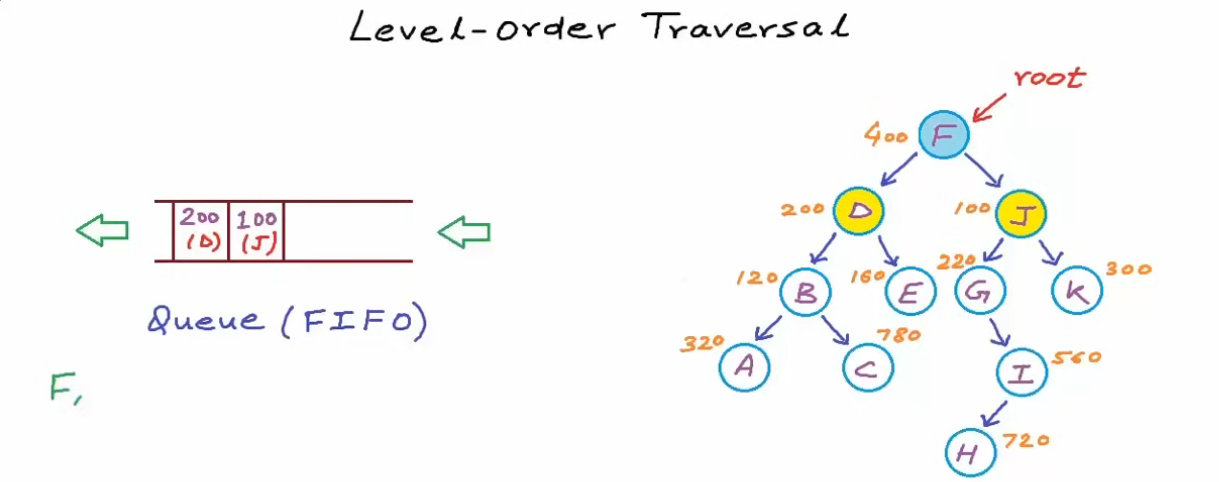 Level-order Traversal
root
400 F
200 D 100 J
200 100
(D) (J)
120 B 160 E 220 G 300 K
Queue (FIFO)
320 A 780 C I 560
F,
H 720